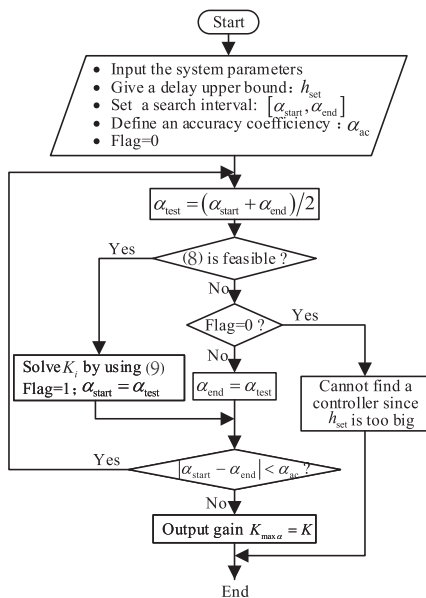 Start
• Input the system parameters
• Give a delay upper bound: h_set
• Set a search interval: [α_start, α_end]
• Define an accuracy coefficiency : α_ac
• Flag=0
α_test = (α_start + α_end)/2
Yes
(8) is feasible ?
No
Flag=0 ?
Yes
No
Solve K_i by using (9)
Flag=1; α_start = α_test
α_end = α_test
Cannot find a
controller since
h_set is too big
Yes
|α_start − α_end| < α_ac ?
No
Output gain K_max α = K
End